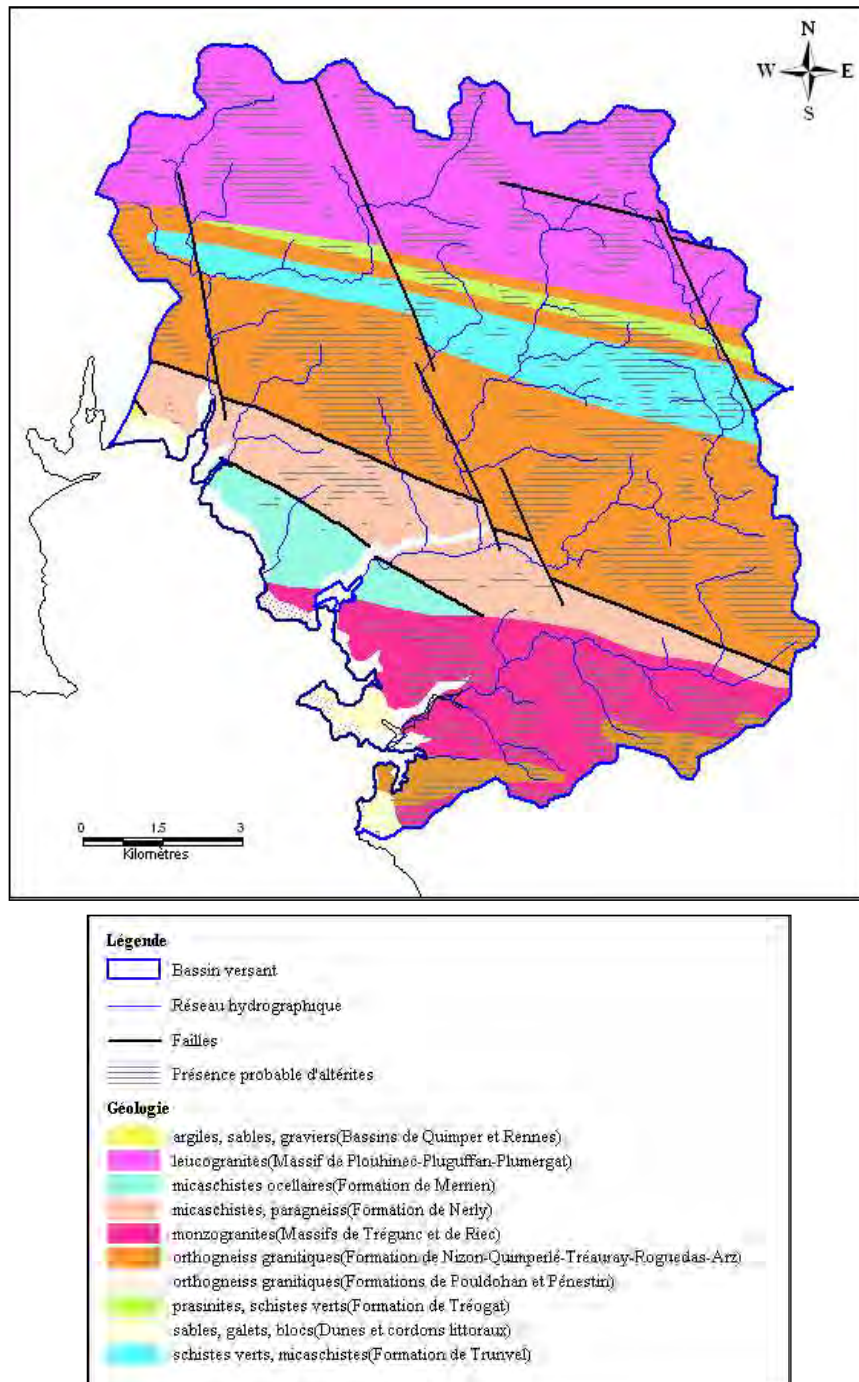 N
W E
S
0 1,5 3
Kilomètres
Légende
Bassin versant
Réseau hydrographique
Failles
Présence probable d'altérites
Géologie
argiles, sables, graviers(Bassins de Quimper et Rennes)
leucogranites(Massif de Plouhinec-Pluguffan-Plumergat)
micaschistes ocellaires(Formation de Merrien)
micaschistes, paragneiss(Formation de Nerly)
monzogranites(Massifs de Trégunc et de Riec)
orthogneiss granitiques(Formation de Nizon-Quimperlé-Tréauray-Roguedas-Arz)
orthogneiss granitiques(Formations de Pouldohan et Pénestin)
prasinites, schistes verts(Formation de Tréogat)
sables, galets, blocs(Dunes et cordons littoraux)
schistes verts, micaschistes(Formation de Trunvel)